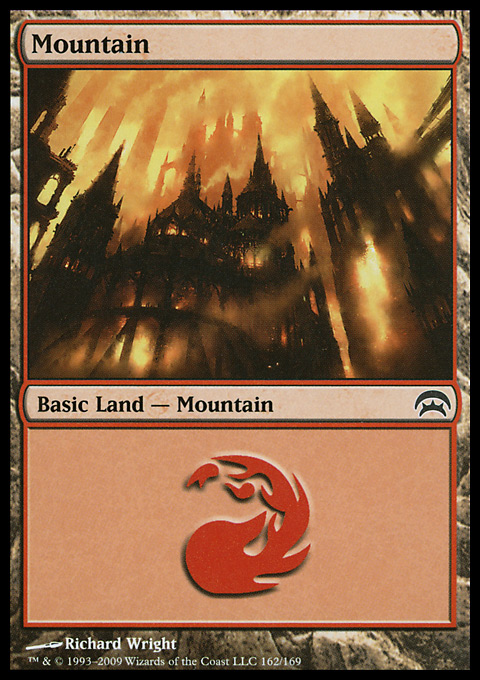 Mountain
Basic Land — Mountain
Richard Wright
™ & © 1993–2009 Wizards of the Coast LLC 162/169